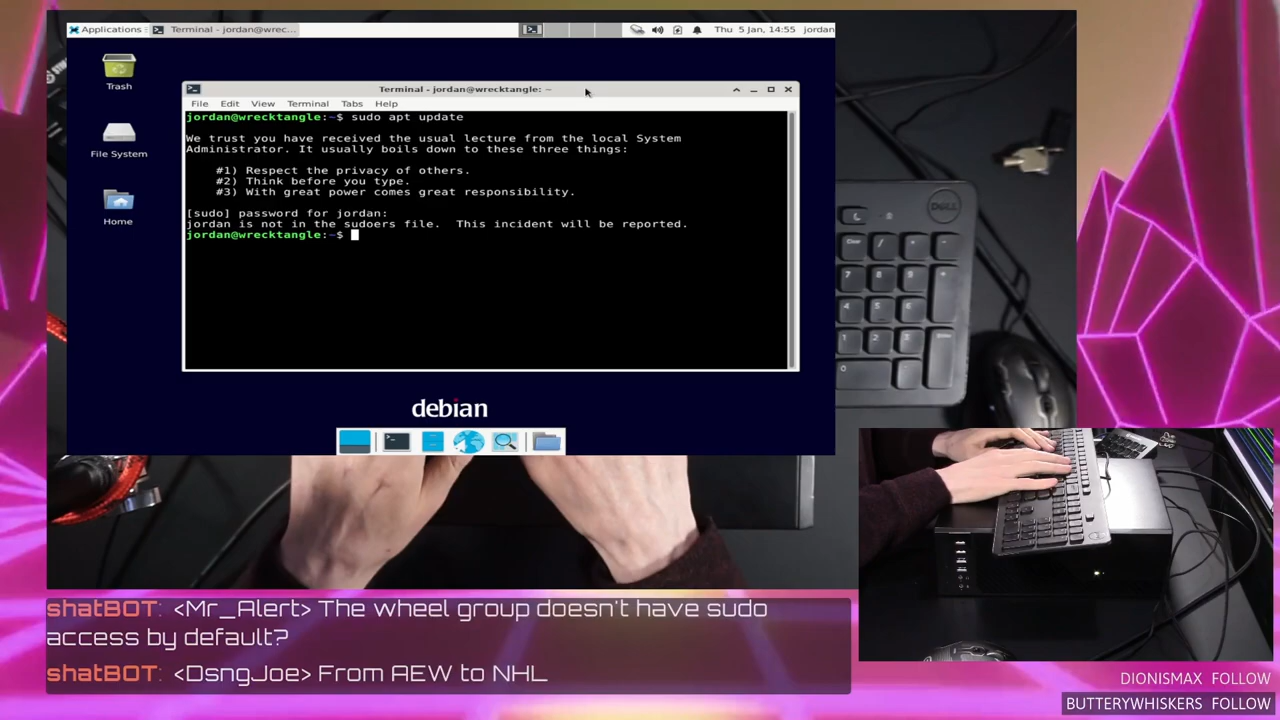 Applications
Terminal - jordan@wrec...
Thu 5 Jan, 14:55
jordan
Trash
File System
Home
Terminal - jordan@wrecktangle: ~
File Edit View Terminal Tabs Help
jordan@wrecktangle:~$ sudo apt update
We trust you have received the usual lecture from the local System
Administrator. It usually boils down to these three things:
#1) Respect the privacy of others.
#2) Think before you type.
#3) With great power comes great responsibility.
[sudo] password for jordan:
jordan is not in the sudoers file.  This incident will be reported.
jordan@wrecktangle:~$
debian
DELL
shatBOT: <Mr_Alert> The wheel group doesn't have sudo
access by default?
shatBOT: <DsngJoe> From AEW to NHL
DIONISMAX FOLLOW
BUTTERYWHISKERS FOLLOW